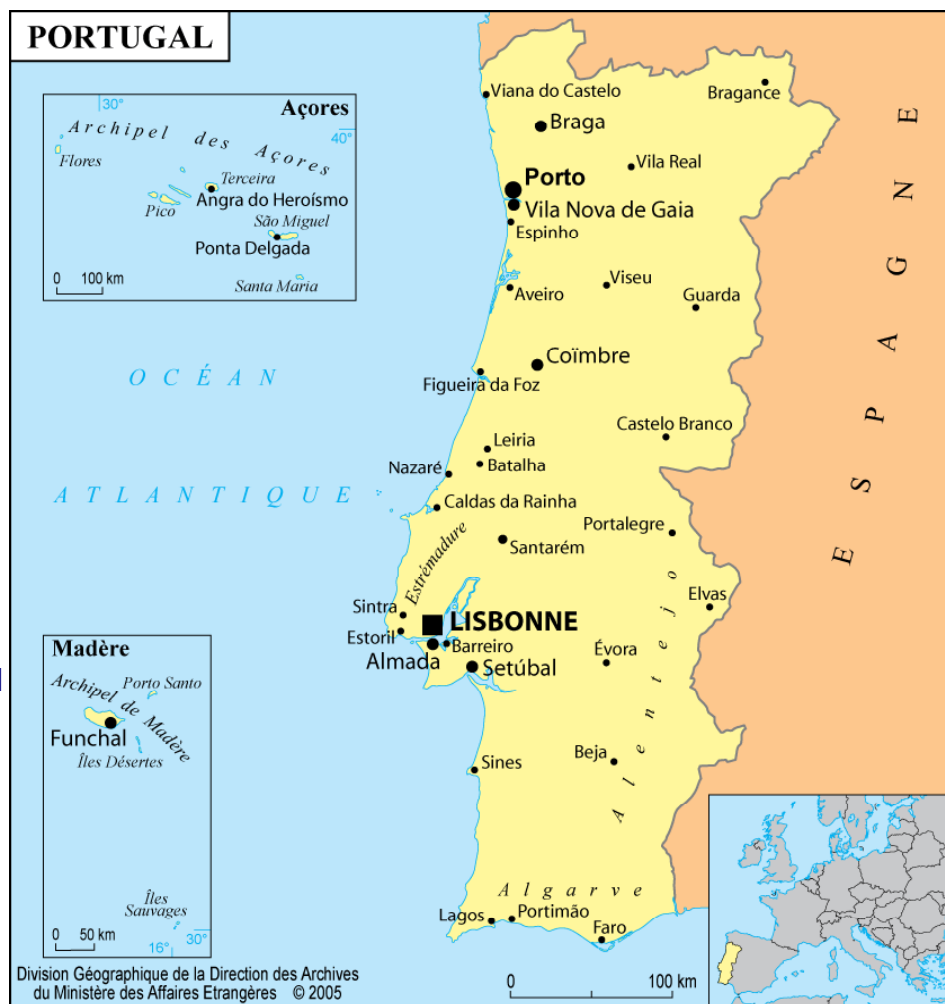 PORTUGAL
Açores
30°
40°
Archipel des Açores
Flores
Terceira
Angra do Heroísmo
Pico
São Miguel
Ponta Delgada
Santa Maria
0 100 km
Viana do Castelo
Bragance
Braga
Vila Real
Porto
Vila Nova de Gaia
Espinho
Aveiro
Viseu
Guarda
Coïmbre
Figueira da Foz
Castelo Branco
Leiria
Batalha
Nazaré
Caldas da Rainha
Portalegre
Santarém
Estrémadure
Elvas
Sintra
LISBONNE
Estoril
Barreiro
Almada
Setúbal
Évora
Alentejo
Beja
Sines
Algarve
Lagos
Portimão
Faro
OCÉAN
ATLANTIQUE
ESPAGNE
Madère
Archipel de Madère
Porto Santo
Funchal
Îles Désertes
Îles
Sauvages
0 50 km
16°
30°
0 100 km
Division Géographique de la Direction des Archives
du Ministère des Affaires Etrangères © 2005